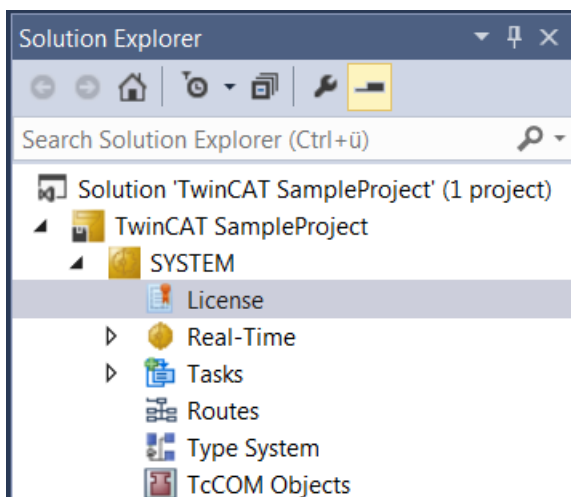 Solution Explorer
Search Solution Explorer (Ctrl+ü)
Solution 'TwinCAT SampleProject' (1 project)
TwinCAT SampleProject
SYSTEM
License
Real-Time
Tasks
Routes
Type System
TcCOM Objects